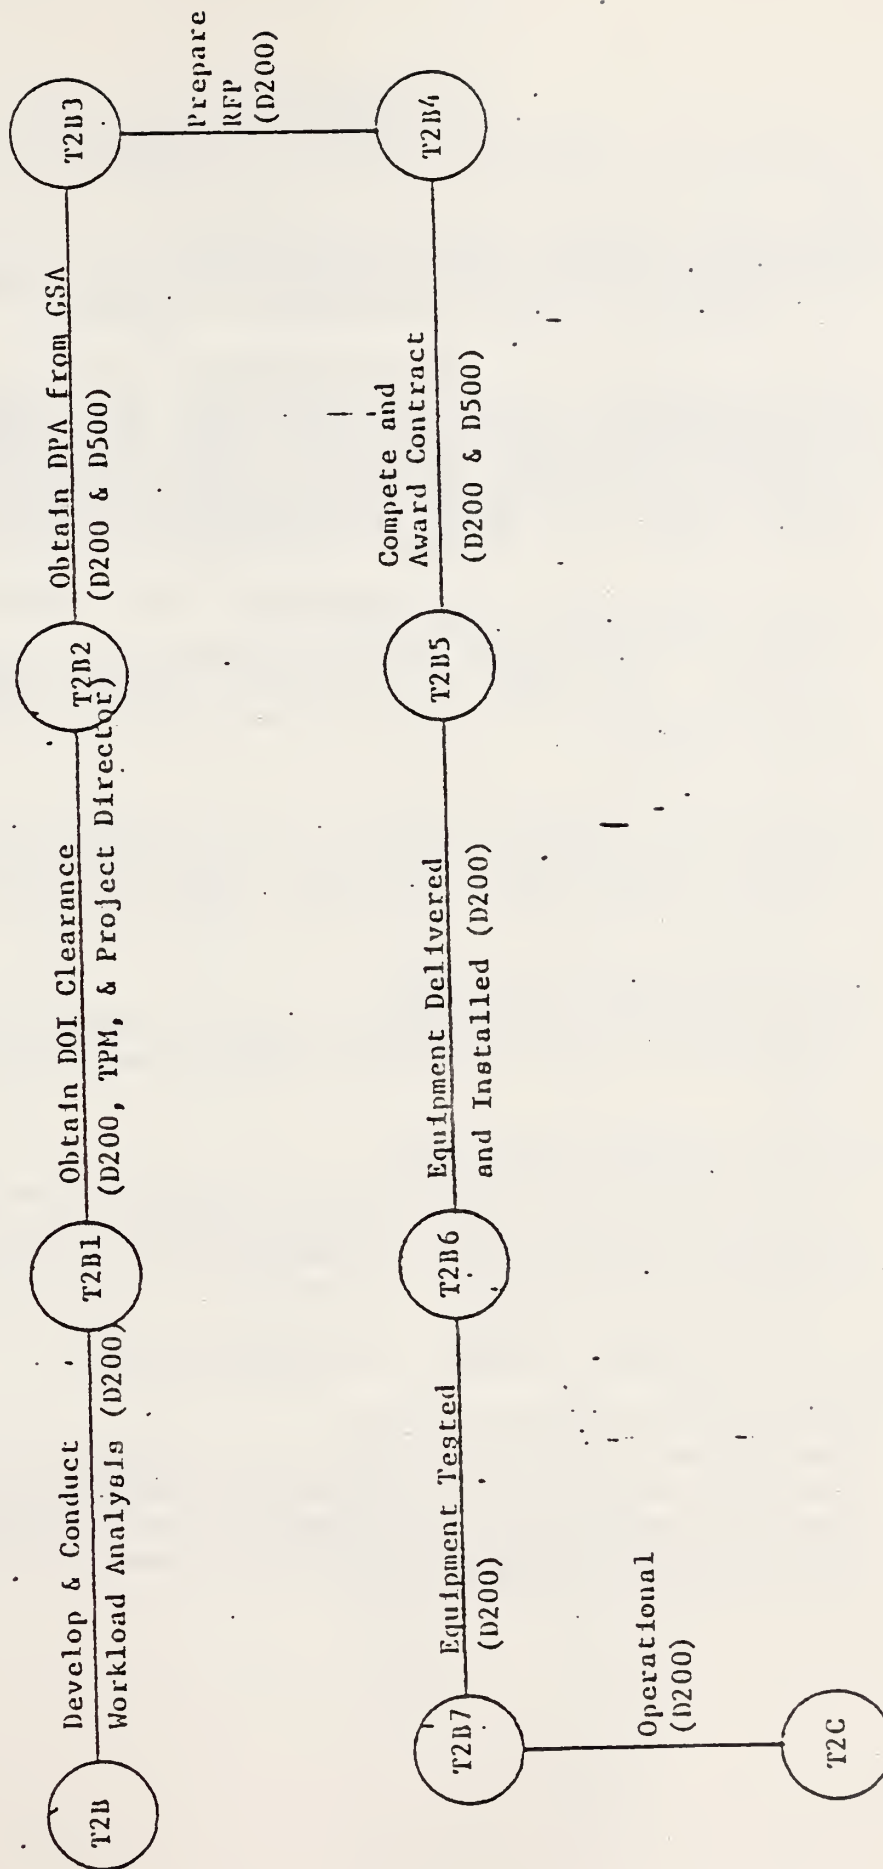 T2B
Develop & Conduct
Workload Analysis (D200)
T2B1
Obtain DOI Clearance
(D200, TPM, & Project Director)
T2B2
Obtain DPA from GSA
(D200 & D500)
T2B3
Prepare
RFP
(D200)
T2B4
Compete and
Award Contract
(D200 & D500)
T2B5
Equipment Delivered
and Installed (D200)
T2B6
Equipment Tested
(D200)
T2B7
Operational
(D200)
T2C